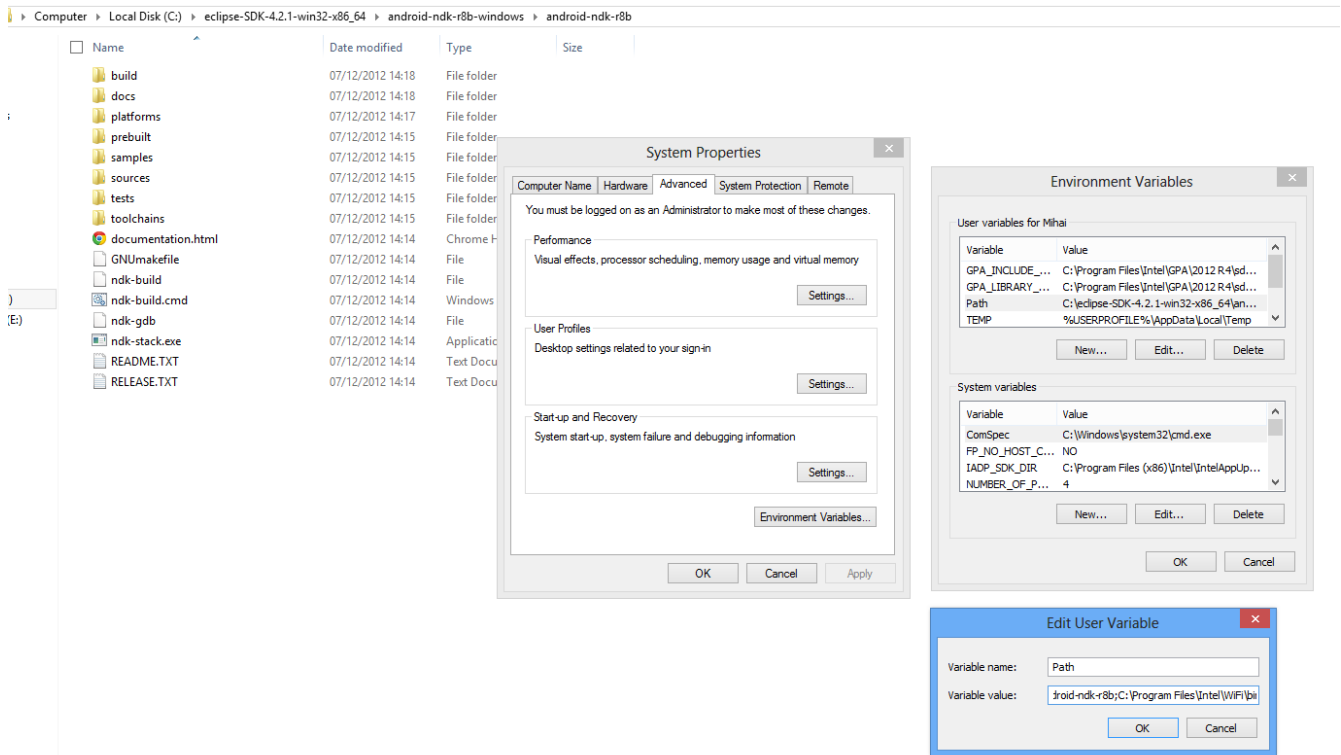 Computer Local Disk (C:) eclipse-SDK-4.2.1-win32-x86_64 android-ndk-r8b-windows android-ndk-r8b
Name Date modified Type Size
build 07/12/2012 14:18 File folder
docs 07/12/2012 14:18 File folder
platforms 07/12/2012 14:17 File folder
prebuilt 07/12/2012 14:15 File folder
samples 07/12/2012 14:15 File folder
sources 07/12/2012 14:15 File folder
tests 07/12/2012 14:15 File folder
toolchains 07/12/2012 14:15 File folder
documentation.html 07/12/2012 14:14 Chrome H
GNUmakefile 07/12/2012 14:14 File
ndk-build 07/12/2012 14:14 File
ndk-build.cmd 07/12/2012 14:14 Windows
ndk-gdb 07/12/2012 14:14 File
ndk-stack.exe 07/12/2012 14:14 Applicatic
README.TXT 07/12/2012 14:14 Text Docu
RELEASE.TXT 07/12/2012 14:14 Text Docu
)
(E:)
System Properties
Computer Name Hardware Advanced System Protection Remote
You must be logged on as an Administrator to make most of these changes.
Performance
Visual effects, processor scheduling, memory usage and virtual memory
Settings...
User Profiles
Desktop settings related to your sign-in
Settings...
Start-up and Recovery
System start-up, system failure and debugging information
Settings...
Environment Variables...
OK Cancel Apply
Environment Variables
User variables for Mihai
Variable Value
GPA_INCLUDE_... C:\Program Files\Intel\GPA\2012 R4\sd...
GPA_LIBRARY_... C:\Program Files\Intel\GPA\2012 R4\sd...
Path C:\eclipse-SDK-4.2.1-win32-x86_64\an...
TEMP %USERPROFILE%\AppData\Local\Temp
New... Edit... Delete
System variables
Variable Value
ComSpec C:\Windows\system32\cmd.exe
FP_NO_HOST_C... NO
IADP_SDK_DIR C:\Program Files (x86)\Intel\IntelAppUp...
NUMBER_OF_P... 4
New... Edit... Delete
OK Cancel
Edit User Variable
Variable name: Path
Variable value: droid-ndk-r8b;C:\Program Files\Intel\WiFi\bin
OK Cancel